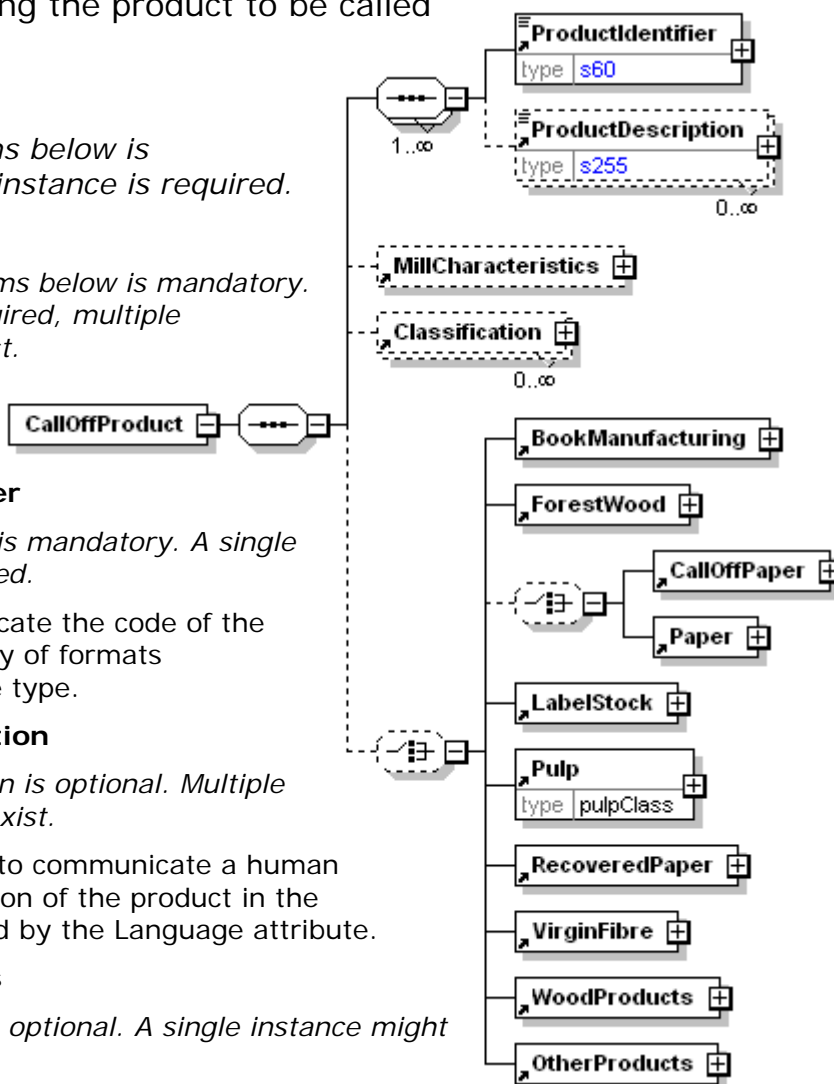 ng the product to be called
ns below is
instance is required.
ms below is mandatory.
uired, multiple
t.
er
is mandatory. A single
ed.
icate the code of the
y of formats
e type.
tion
n is optional. Multiple
xist.
to communicate a human
ion of the product in the
d by the Language attribute.
s
optional. A single instance might
CallOffProduct
1..∞
ProductIdentifier
type s60
ProductDescription
type s255
0..∞
MillCharacteristics
Classification
0..∞
BookManufacturing
ForestWood
CallOffPaper
Paper
LabelStock
Pulp
type pulpClass
RecoveredPaper
VirginFibre
WoodProducts
OtherProducts